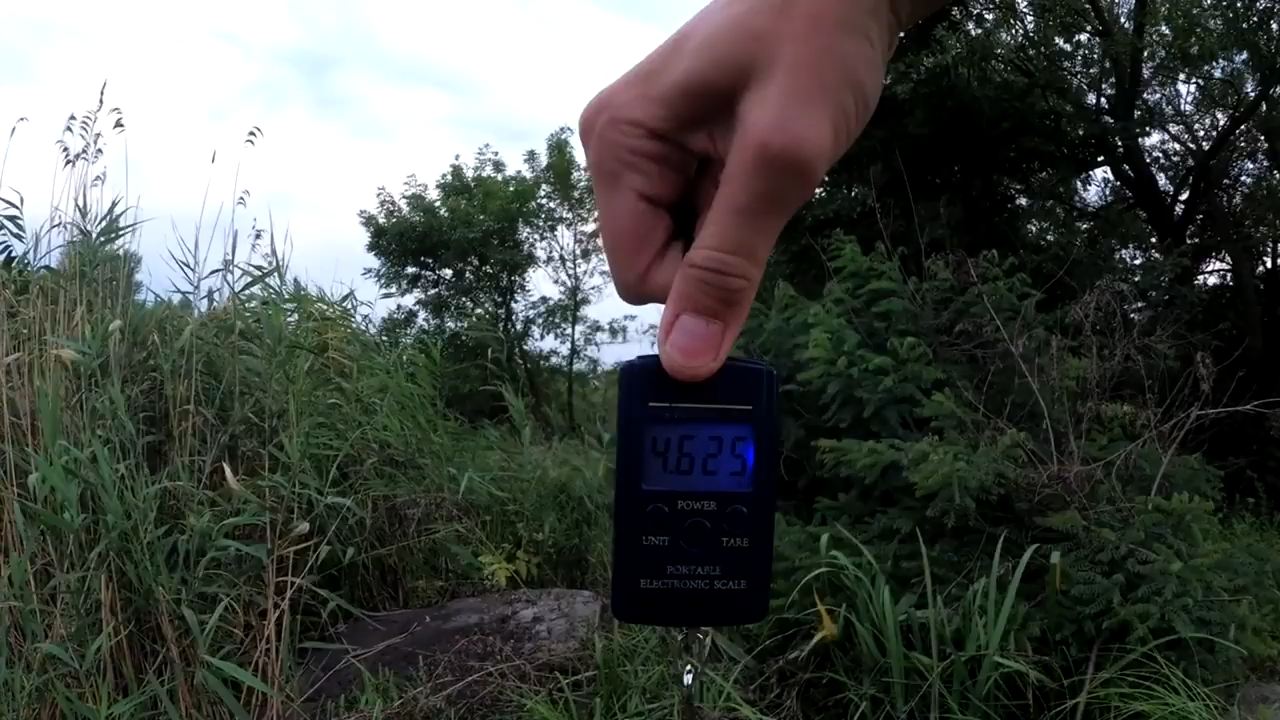 4.625
POWER
UNIT TARE
PORTABLE
ELECTRONIC SCALE